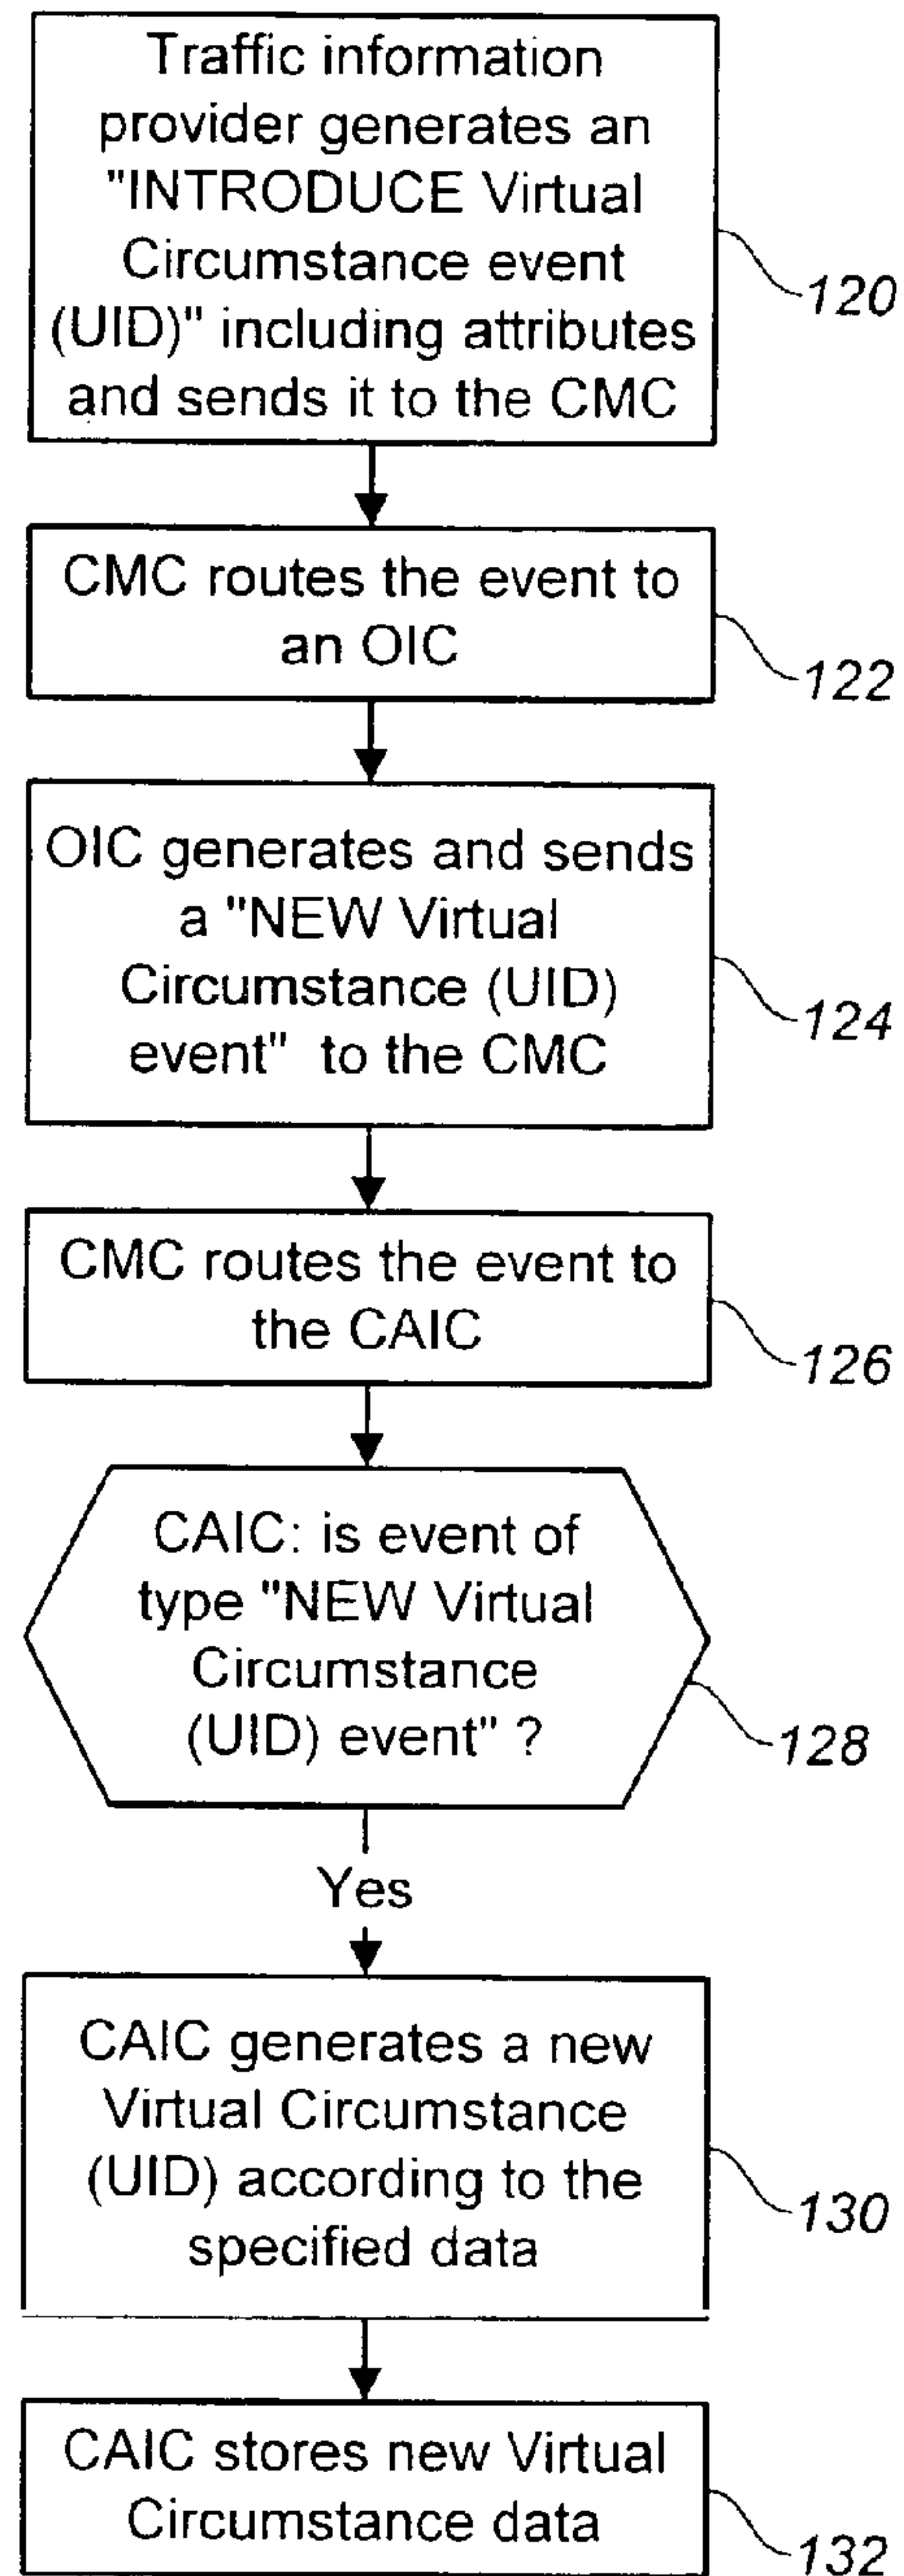 Traffic information
provider generates an
"INTRODUCE Virtual
Circumstance event
(UID)" including attributes
and sends it to the CMC
120
CMC routes the event to
an OIC
122
OIC generates and sends
a "NEW Virtual
Circumstance (UID)
event" to the CMC
124
CMC routes the event to
the CAIC
126
CAIC: is event of
type "NEW Virtual
Circumstance
(UID) event" ?
128
Yes
CAIC generates a new
Virtual Circumstance
(UID) according to the
specified data
130
CAIC stores new Virtual
Circumstance data
132